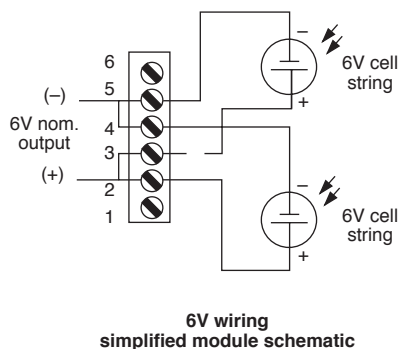 6
5
4
3
2
1
(–)
6V nom.
output
(+)
–
6V cell
string
+
–
6V cell
string
+
6V wiring
simplified module schematic